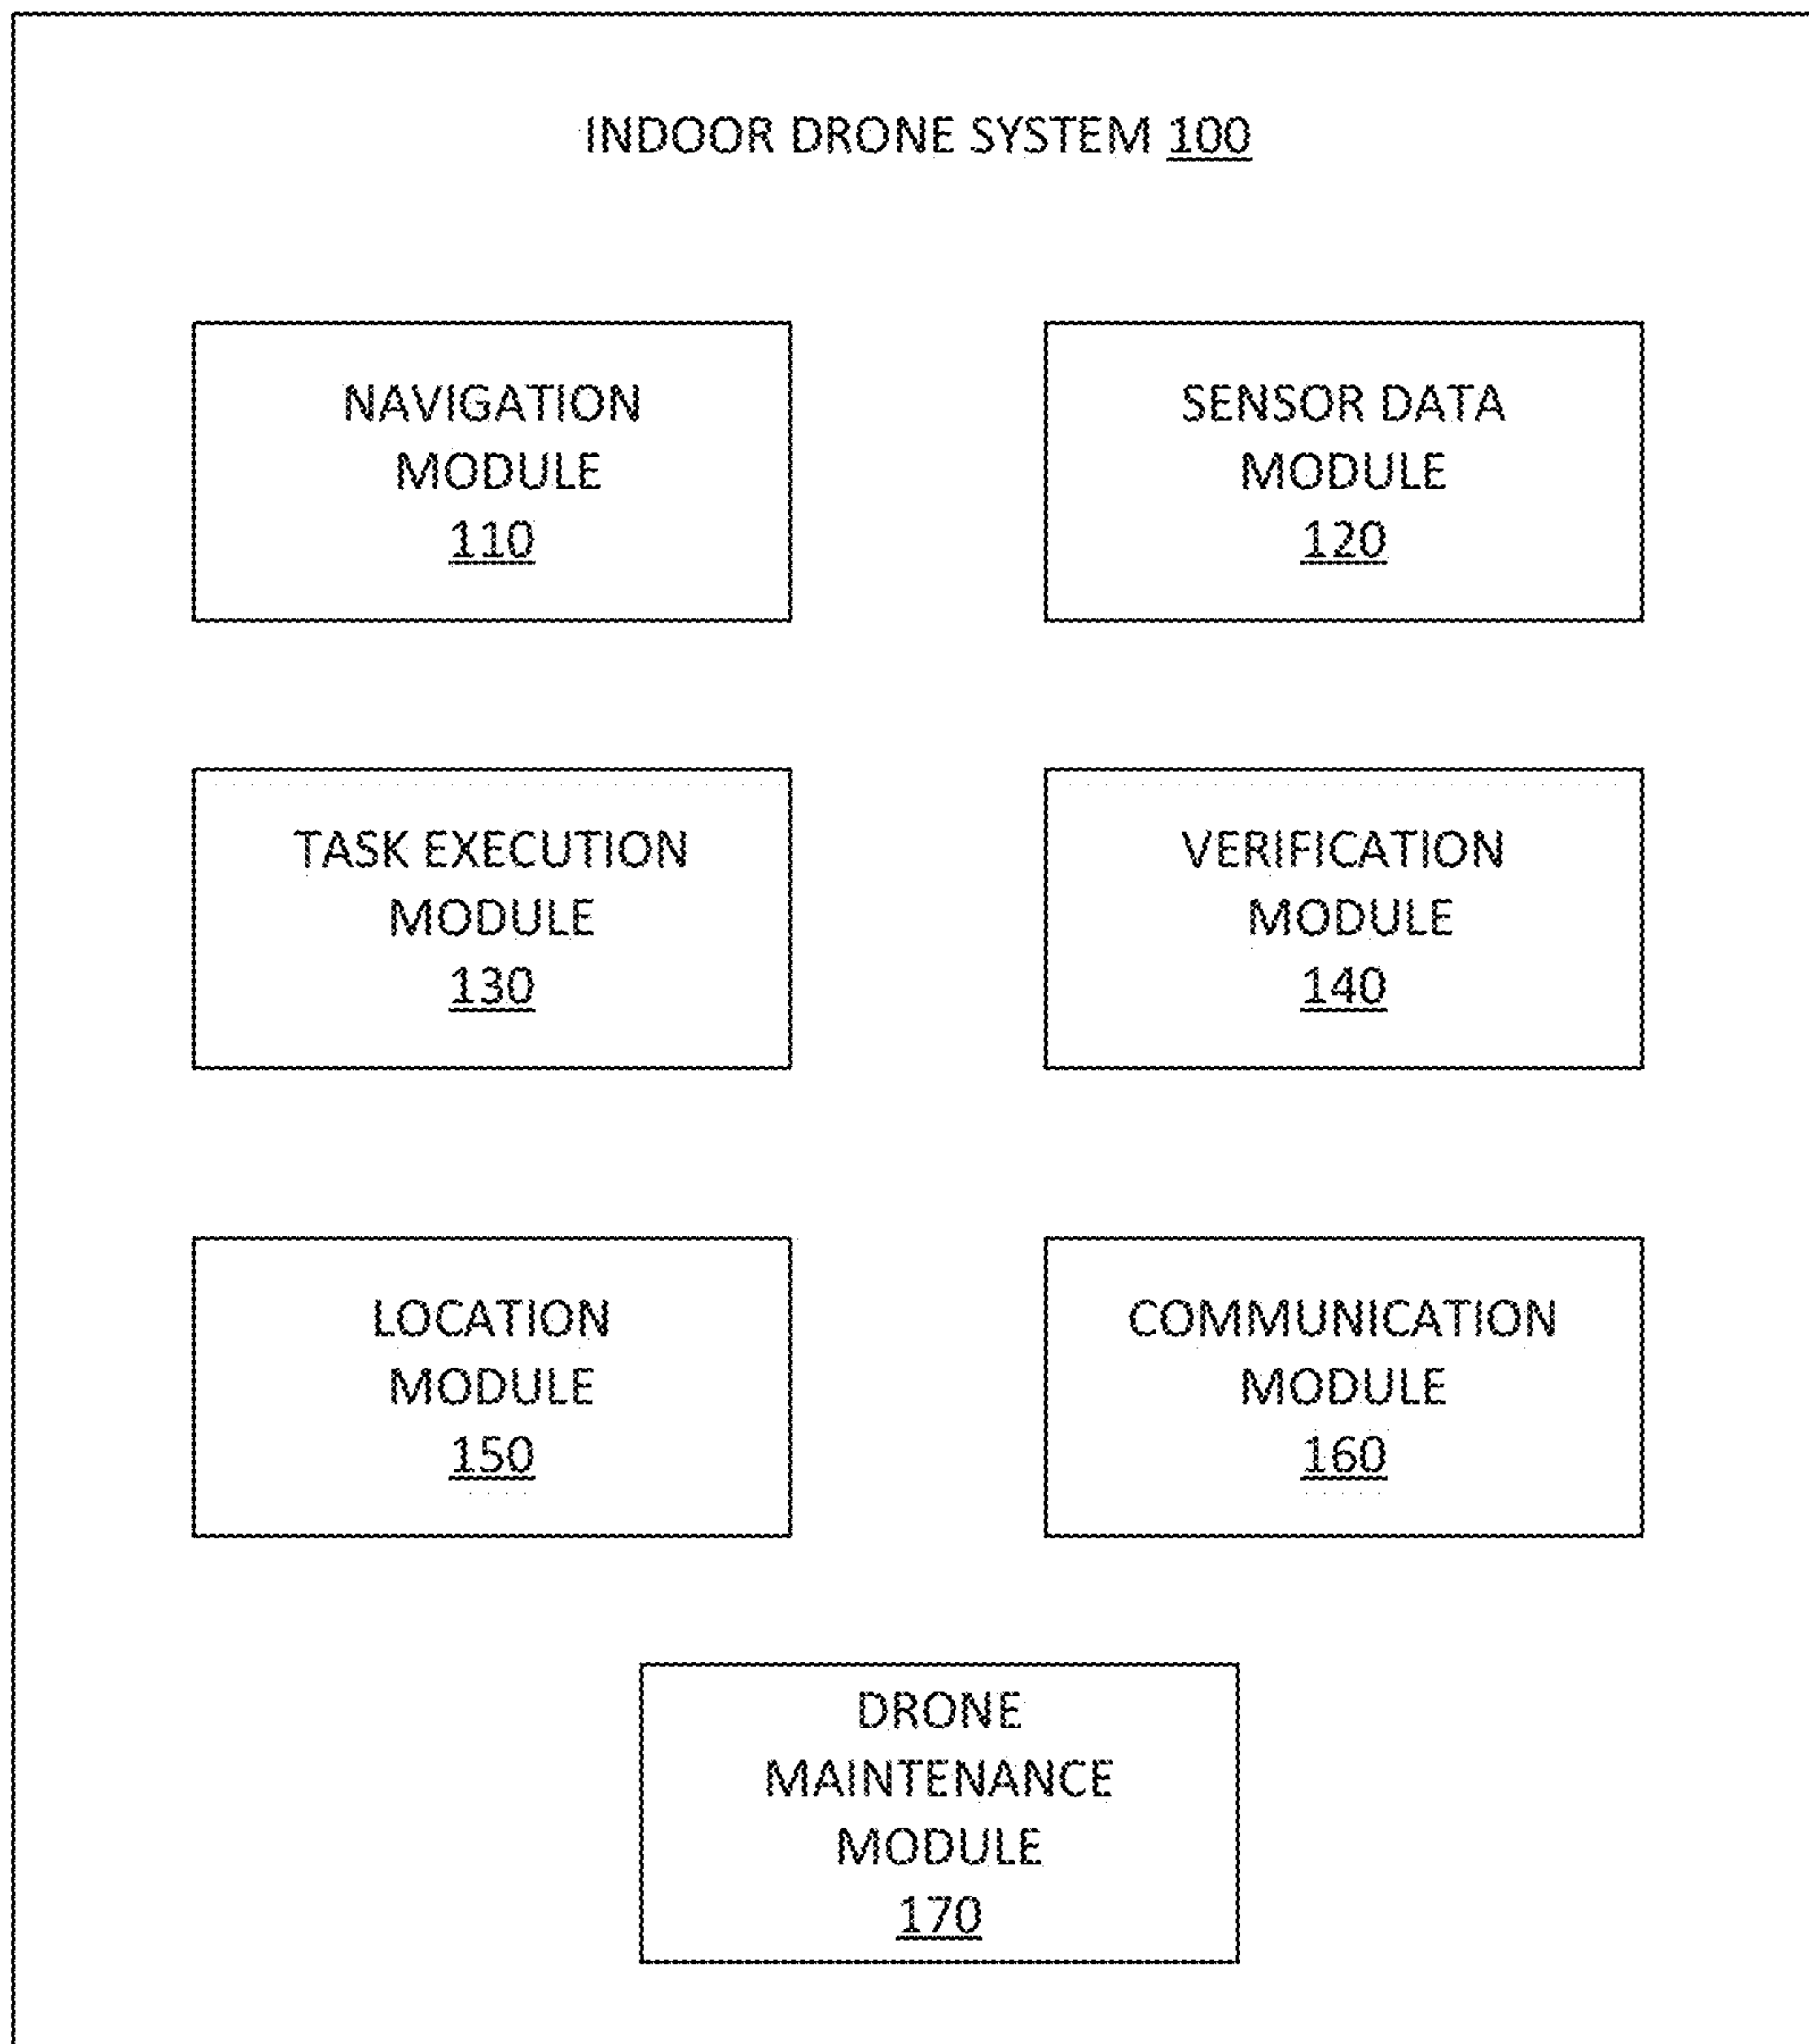 INDOOR DRONE SYSTEM 100
NAVIGATION
MODULE
110
SENSOR DATA
MODULE
120
TASK EXECUTION
MODULE
130
VERIFICATION
MODULE
140
LOCATION
MODULE
150
COMMUNICATION
MODULE
160
DRONE
MAINTENANCE
MODULE
170